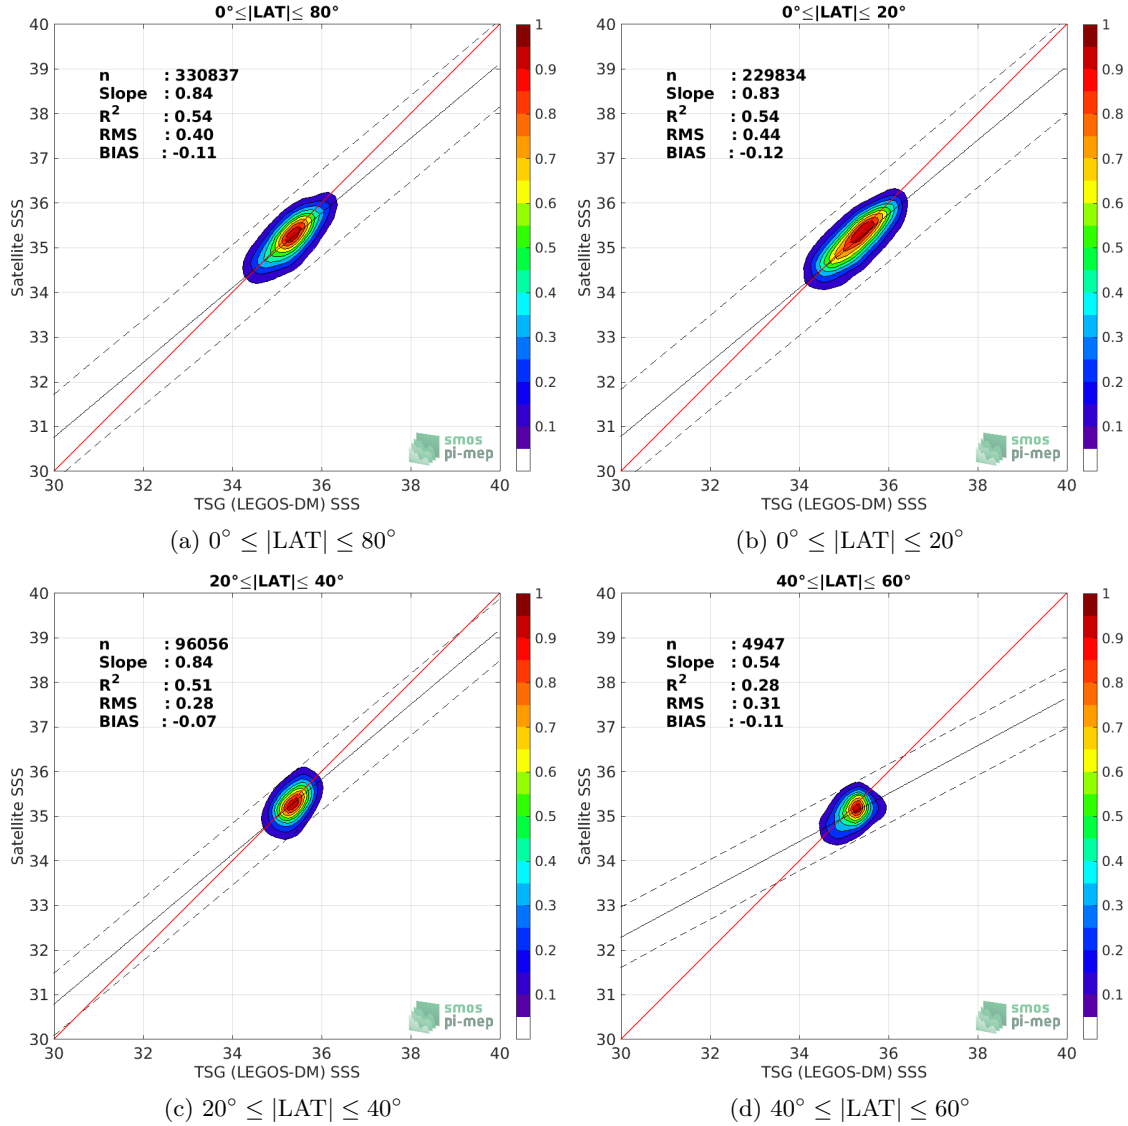 0°≤|LAT|≤ 80°
n : 330837
Slope : 0.84
R2 : 0.54
RMS : 0.40
BIAS : -0.11
Satellite SSS
40
39
38
37
36
35
34
33
32
31
30
30 32 34 36 38 40
TSG (LEGOS-DM) SSS
1
0.9
0.8
0.7
0.6
0.5
0.4
0.3
0.2
0.1
smos
pi-mep
(a) 0° ≤ |LAT| ≤ 80°
0°≤|LAT|≤ 20°
n : 229834
Slope : 0.83
R2 : 0.54
RMS : 0.44
BIAS : -0.12
Satellite SSS
40
39
38
37
36
35
34
33
32
31
30
30 32 34 36 38 40
TSG (LEGOS-DM) SSS
1
0.9
0.8
0.7
0.6
0.5
0.4
0.3
0.2
0.1
smos
pi-mep
(b) 0° ≤ |LAT| ≤ 20°
20°≤|LAT|≤ 40°
n : 96056
Slope : 0.84
R2 : 0.51
RMS : 0.28
BIAS : -0.07
Satellite SSS
40
39
38
37
36
35
34
33
32
31
30
30 32 34 36 38 40
TSG (LEGOS-DM) SSS
1
0.9
0.8
0.7
0.6
0.5
0.4
0.3
0.2
0.1
smos
pi-mep
(c) 20° ≤ |LAT| ≤ 40°
40°≤|LAT|≤ 60°
n : 4947
Slope : 0.54
R2 : 0.28
RMS : 0.31
BIAS : -0.11
Satellite SSS
40
39
38
37
36
35
34
33
32
31
30
30 32 34 36 38 40
TSG (LEGOS-DM) SSS
1
0.9
0.8
0.7
0.6
0.5
0.4
0.3
0.2
0.1
smos
pi-mep
(d) 40° ≤ |LAT| ≤ 60°